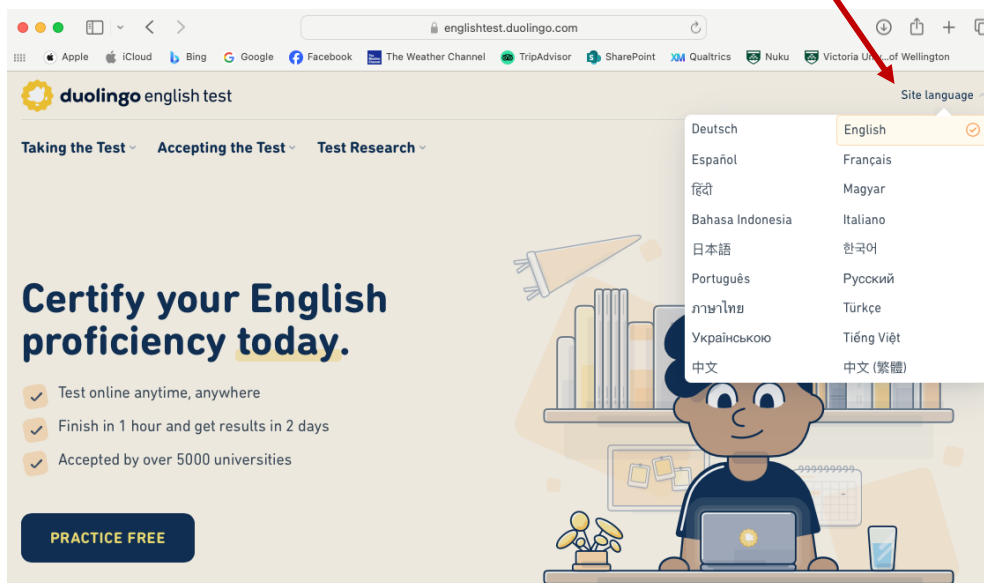 englishtest.duolingo.com
Apple iCloud Bing Google Facebook The Weather Channel TripAdvisor SharePoint XM Qualtrics Nuku Victoria of Wellington
duolingo english test
Site language
Taking the Test Accepting the Test Test Research
Deutsch English
Español Français
हिंदी Magyar
Bahasa Indonesia Italiano
日本語 한국어
Português Русский
ภาษาไทย Türkçe
Українською Tiếng Việt
中文 中文 (繁體)
Certify your English
proficiency today.
Test online anytime, anywhere
Finish in 1 hour and get results in 2 days
Accepted by over 5000 universities
PRACTICE FREE